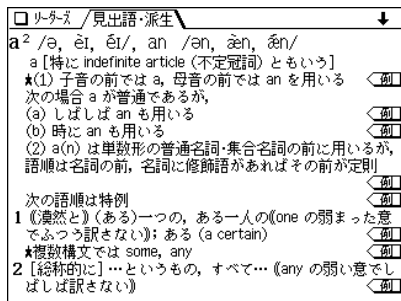 リーダーズ 見出語・派生
a² /ə, èɪ, éɪ/, an /ən, æ̀n, ǽn/
a [特に indefinite article (不定冠詞) ともいう]
★(1) 子音の前では a, 母音の前では an を用いる 例
次の場合 a が普通であるが,
(a) しばしば an も用いる 例
(b) 時に an も用いる 例
(2) a(n) は単数形の普通名詞・集合名詞の前に用いるが,
語順は名詞の前, 名詞に修飾語があればその前が定則
例
次の語順は特例 例
1 《漠然と》 (ある)一つの, ある一人の《one の弱まった意
でふつう訳さない》; ある (a certain) 例
★複数構文では some, any 例
2 [総称的に] …というもの, すべて… 《any の弱い意でし
ばしば訳さない》 例